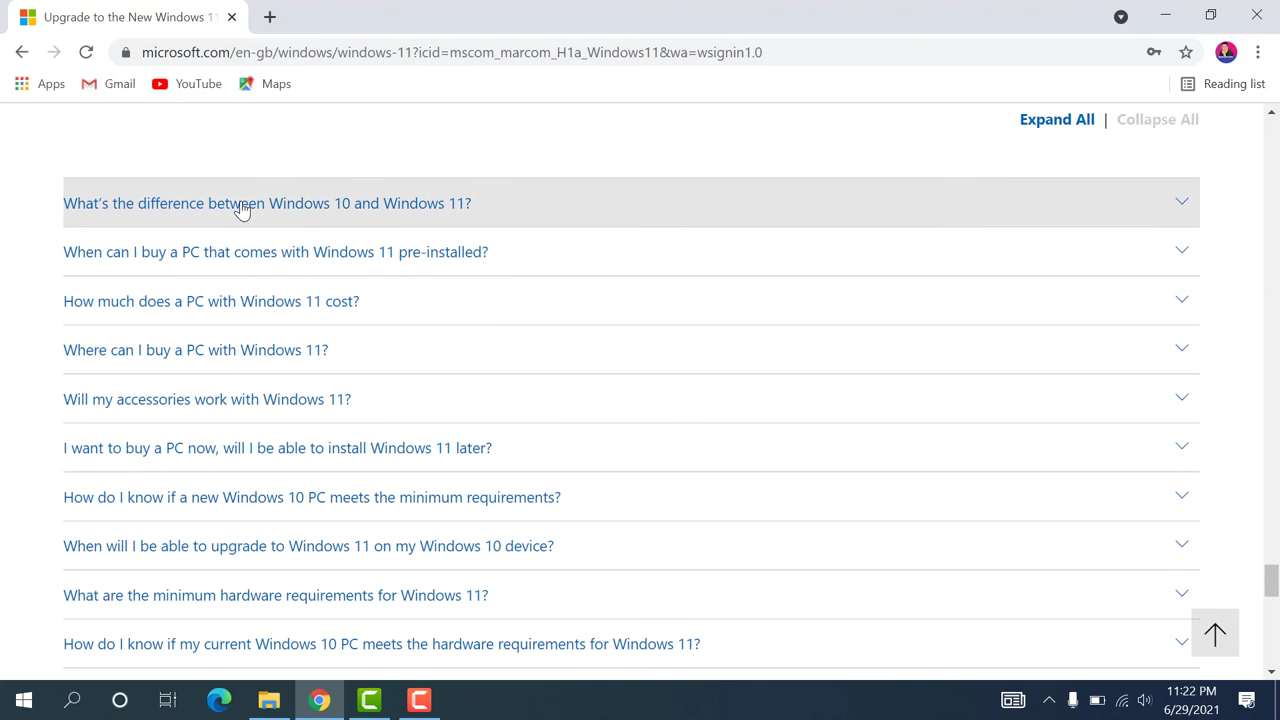 Upgrade to the New Windows 11
microsoft.com/en-gb/windows/windows-11?icid=mscom_marcom_H1a_Windows11&wa=wsignin1.0
Apps Gmail YouTube Maps Reading list
Expand All | Collapse All
What's the difference between Windows 10 and Windows 11?
When can I buy a PC that comes with Windows 11 pre-installed?
How much does a PC with Windows 11 cost?
Where can I buy a PC with Windows 11?
Will my accessories work with Windows 11?
I want to buy a PC now, will I be able to install Windows 11 later?
How do I know if a new Windows 10 PC meets the minimum requirements?
When will I be able to upgrade to Windows 11 on my Windows 10 device?
What are the minimum hardware requirements for Windows 11?
How do I know if my current Windows 10 PC meets the hardware requirements for Windows 11?
11:22 PM
6/29/2021